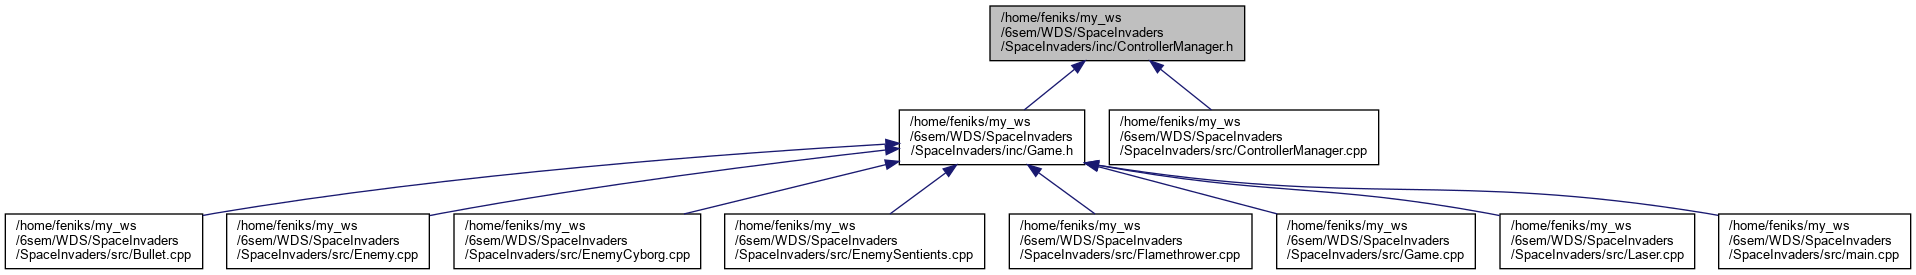 /home/feniks/my_ws
/6sem/WDS/SpaceInvaders
/SpaceInvaders/inc/ControllerManager.h
/home/feniks/my_ws
/6sem/WDS/SpaceInvaders
/SpaceInvaders/inc/Game.h
/home/feniks/my_ws
/6sem/WDS/SpaceInvaders
/SpaceInvaders/src/ControllerManager.cpp
/home/feniks/my_ws
/6sem/WDS/SpaceInvaders
/SpaceInvaders/src/Bullet.cpp
/home/feniks/my_ws
/6sem/WDS/SpaceInvaders
/SpaceInvaders/src/Enemy.cpp
/home/feniks/my_ws
/6sem/WDS/SpaceInvaders
/SpaceInvaders/src/EnemyCyborg.cpp
/home/feniks/my_ws
/6sem/WDS/SpaceInvaders
/SpaceInvaders/src/EnemySentients.cpp
/home/feniks/my_ws
/6sem/WDS/SpaceInvaders
/SpaceInvaders/src/Flamethrower.cpp
/home/feniks/my_ws
/6sem/WDS/SpaceInvaders
/SpaceInvaders/src/Game.cpp
/home/feniks/my_ws
/6sem/WDS/SpaceInvaders
/SpaceInvaders/src/Laser.cpp
/home/feniks/my_ws
/6sem/WDS/SpaceInvaders
/SpaceInvaders/src/main.cpp